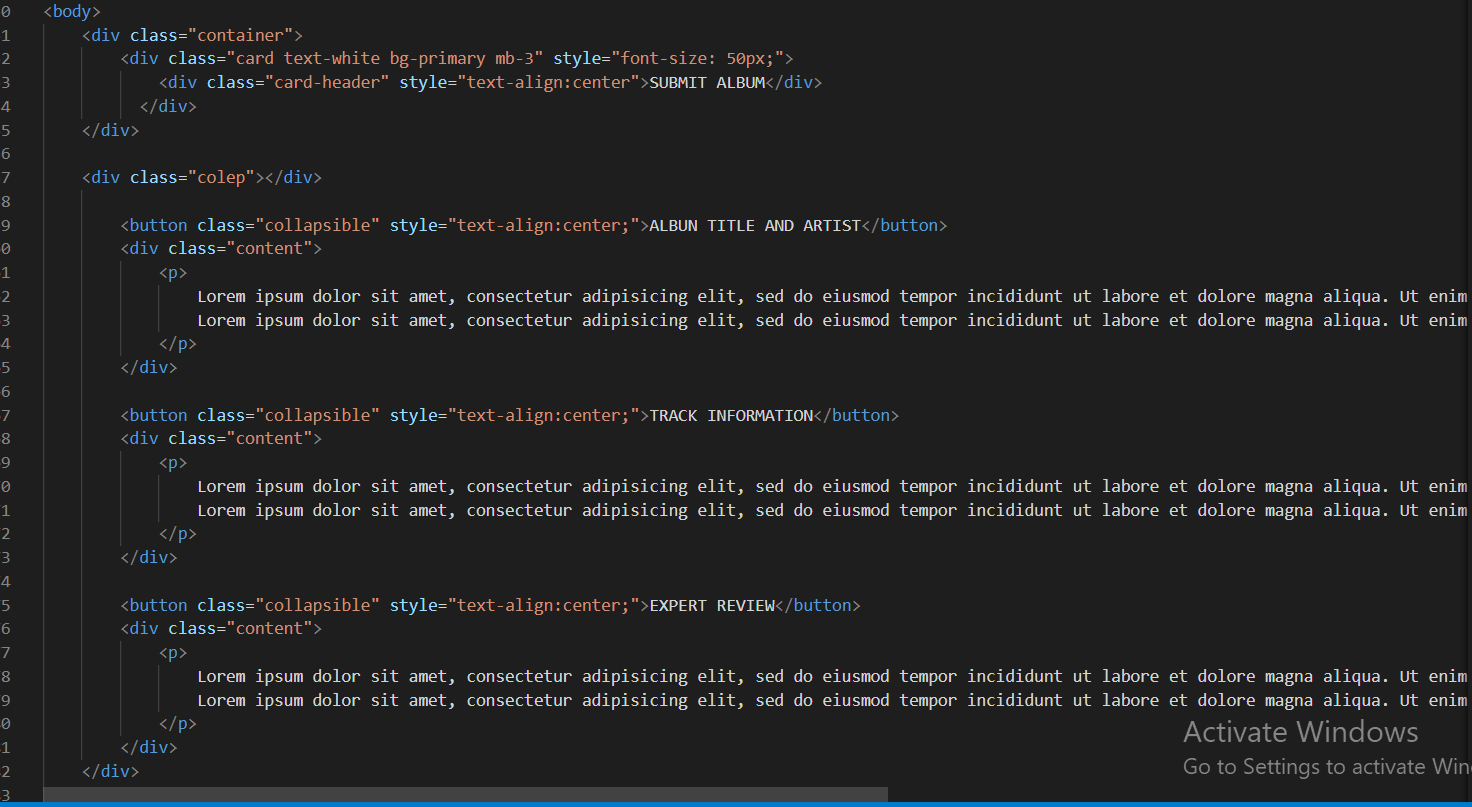 0 <body>
1 <div class="container">
2 <div class="card text-white bg-primary mb-3" style="font-size: 50px;">
3 <div class="card-header" style="text-align:center">SUBMIT ALBUM</div>
4 </div>
5 </div>
6
7 <div class="colep"></div>
8
9 <button class="collapsible" style="text-align:center;">ALBUN TITLE AND ARTIST</button>
0 <div class="content">
1 <p>
2 Lorem ipsum dolor sit amet, consectetur adipisicing elit, sed do eiusmod tempor incididunt ut labore et dolore magna aliqua. Ut enim
3 Lorem ipsum dolor sit amet, consectetur adipisicing elit, sed do eiusmod tempor incididunt ut labore et dolore magna aliqua. Ut enim
4 </p>
5 </div>
6
7 <button class="collapsible" style="text-align:center;">TRACK INFORMATION</button>
8 <div class="content">
9 <p>
0 Lorem ipsum dolor sit amet, consectetur adipisicing elit, sed do eiusmod tempor incididunt ut labore et dolore magna aliqua. Ut enim
1 Lorem ipsum dolor sit amet, consectetur adipisicing elit, sed do eiusmod tempor incididunt ut labore et dolore magna aliqua. Ut enim
2 </p>
3 </div>
4
5 <button class="collapsible" style="text-align:center;">EXPERT REVIEW</button>
6 <div class="content">
7 <p>
8 Lorem ipsum dolor sit amet, consectetur adipisicing elit, sed do eiusmod tempor incididunt ut labore et dolore magna aliqua. Ut enim
9 Lorem ipsum dolor sit amet, consectetur adipisicing elit, sed do eiusmod tempor incididunt ut labore et dolore magna aliqua. Ut enim
0 </p>
1 </div>
2 </div>
3
Activate Windows
Go to Settings to activate Win